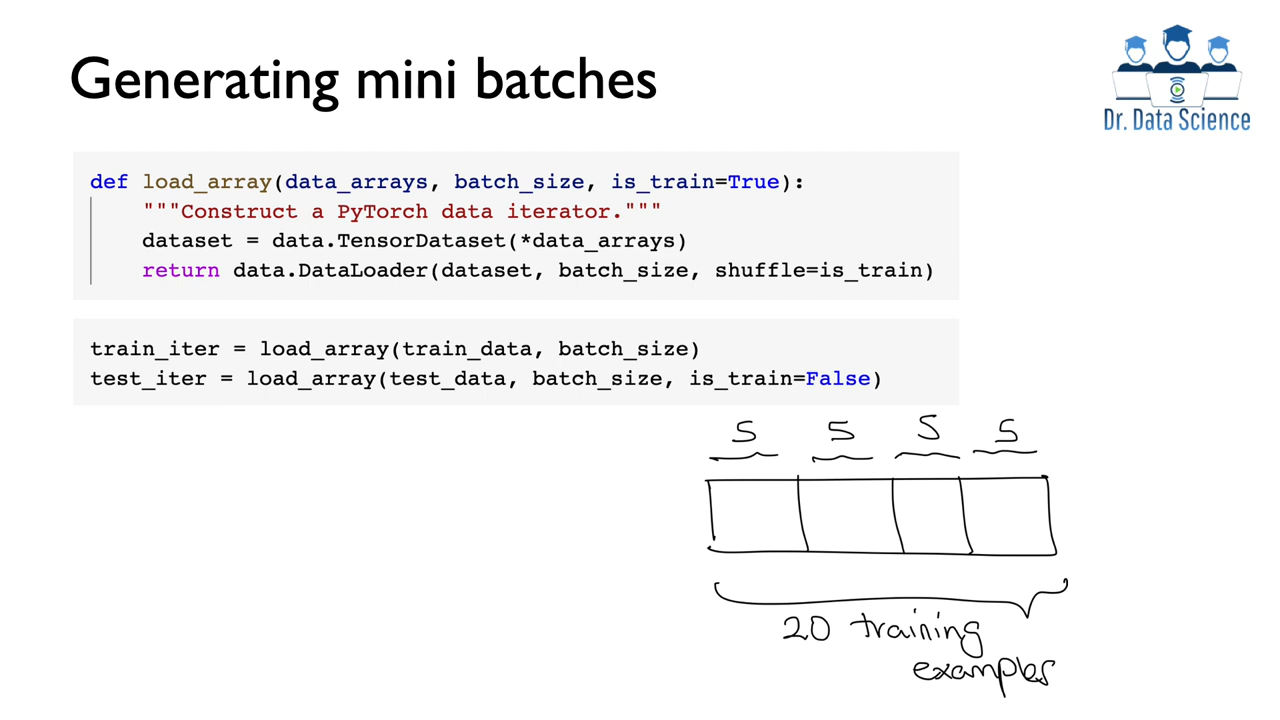 Generating mini batches
Dr. Data Science
def load_array(data_arrays, batch_size, is_train=True):
    """Construct a PyTorch data iterator."""
    dataset = data.TensorDataset(*data_arrays)
    return data.DataLoader(dataset, batch_size, shuffle=is_train)
train_iter = load_array(train_data, batch_size)
test_iter = load_array(test_data, batch_size, is_train=False)
5 5 5 5
20 training
examples